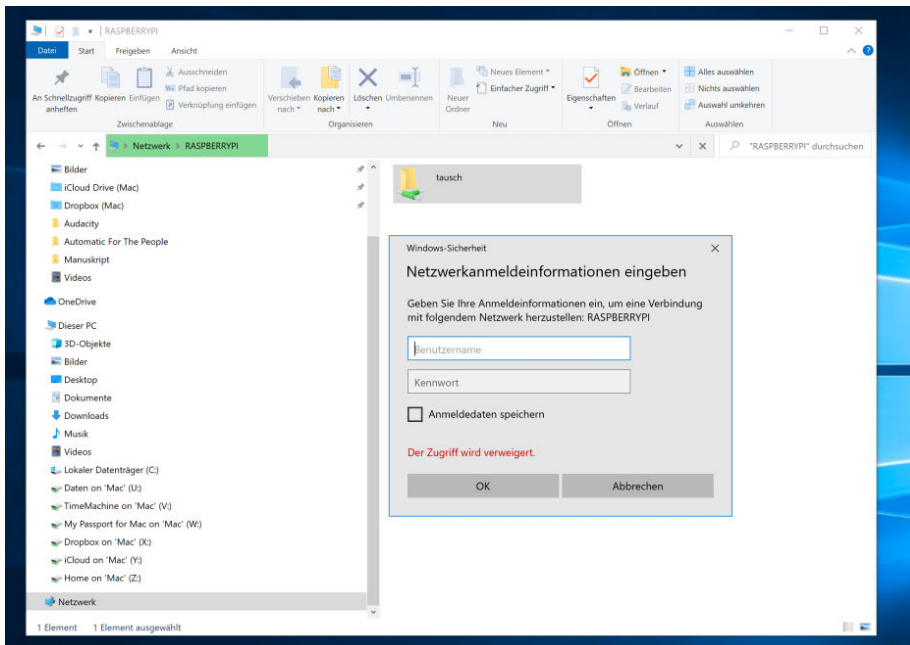 RASPBERRYPI
Datei Start Freigeben Ansicht
An Schnellzugriff anheften
Kopieren
Einfügen
Ausschneiden
Pfad kopieren
Verknüpfung einfügen
Zwischenablage
Verschieben nach
Kopieren nach
Löschen
Umbenennen
Organisieren
Neuer Ordner
Neues Element
Einfacher Zugriff
Neu
Eigenschaften
Öffnen
Bearbeiten
Verlauf
Öffnen
Alles auswählen
Nichts auswählen
Auswahl umkehren
Auswählen
Netzwerk RASPBERRYPI
"RASPBERRYPI" durchsuchen
Bilder
iCloud Drive (Mac)
Dropbox (Mac)
Audacity
Automatic For The People
Manuskript
Videos
OneDrive
Dieser PC
3D-Objekte
Bilder
Desktop
Dokumente
Downloads
Musik
Videos
Lokaler Datenträger (C:)
Daten on 'Mac' (U:)
TimeMachine on 'Mac' (V:)
My Passport for Mac on 'Mac' (W:)
Dropbox on 'Mac' (X:)
iCloud on 'Mac' (Y:)
Home on 'Mac' (Z:)
Netzwerk
tausch
Windows-Sicherheit
Netzwerkanmeldeinformationen eingeben
Geben Sie Ihre Anmeldeinformationen ein, um eine Verbindung
mit folgendem Netzwerk herzustellen: RASPBERRYPI
Benutzername
Kennwort
Anmeldedaten speichern
Der Zugriff wird verweigert.
OK Abbrechen
1 Element 1 Element ausgewählt